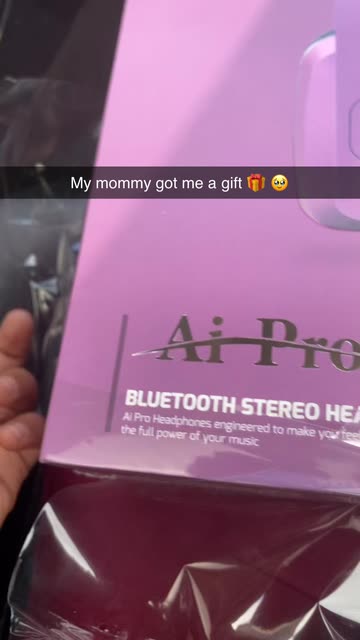 My mommy got me a gift 🎁 🥹
Ai Pro
BLUETOOTH STEREO
Ai Pro Headphones engineered to make you feel
the full power of your music